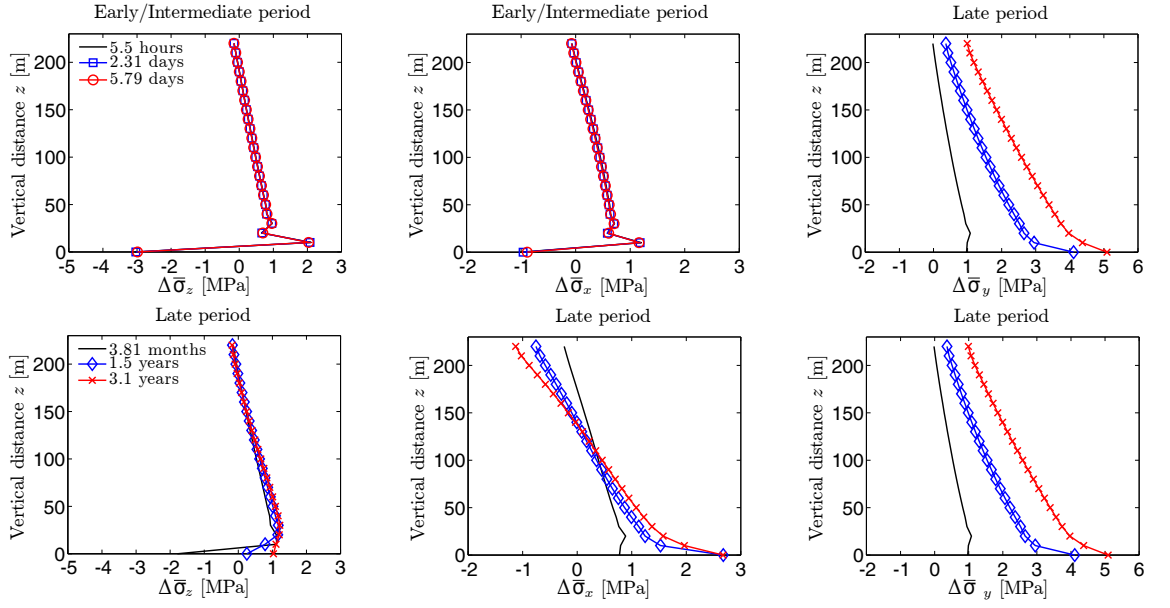 Early/Intermediate period
Early/Intermediate period
Late period
Vertical distance z [m]
200
150
100
50
0
5.5 hours
2.31 days
5.79 days
-5 -4 -3 -2 -1 0 1 2 3
Δσ̅z [MPa]
Vertical distance z [m]
200
150
100
50
0
-2 -1 0 1 2 3
Δσ̅x [MPa]
Vertical distance z [m]
200
150
100
50
0
-2 -1 0 1 2 3 4 5 6
Δσ̅y [MPa]
Late period
Late period
Late period
Vertical distance z [m]
200
150
100
50
0
3.81 months
1.5 years
3.1 years
-5 -4 -3 -2 -1 0 1 2 3
Δσ̅z [MPa]
Vertical distance z [m]
200
150
100
50
0
-2 -1 0 1 2 3
Δσ̅x [MPa]
Vertical distance z [m]
200
150
100
50
0
-2 -1 0 1 2 3 4 5 6
Δσ̅y [MPa]